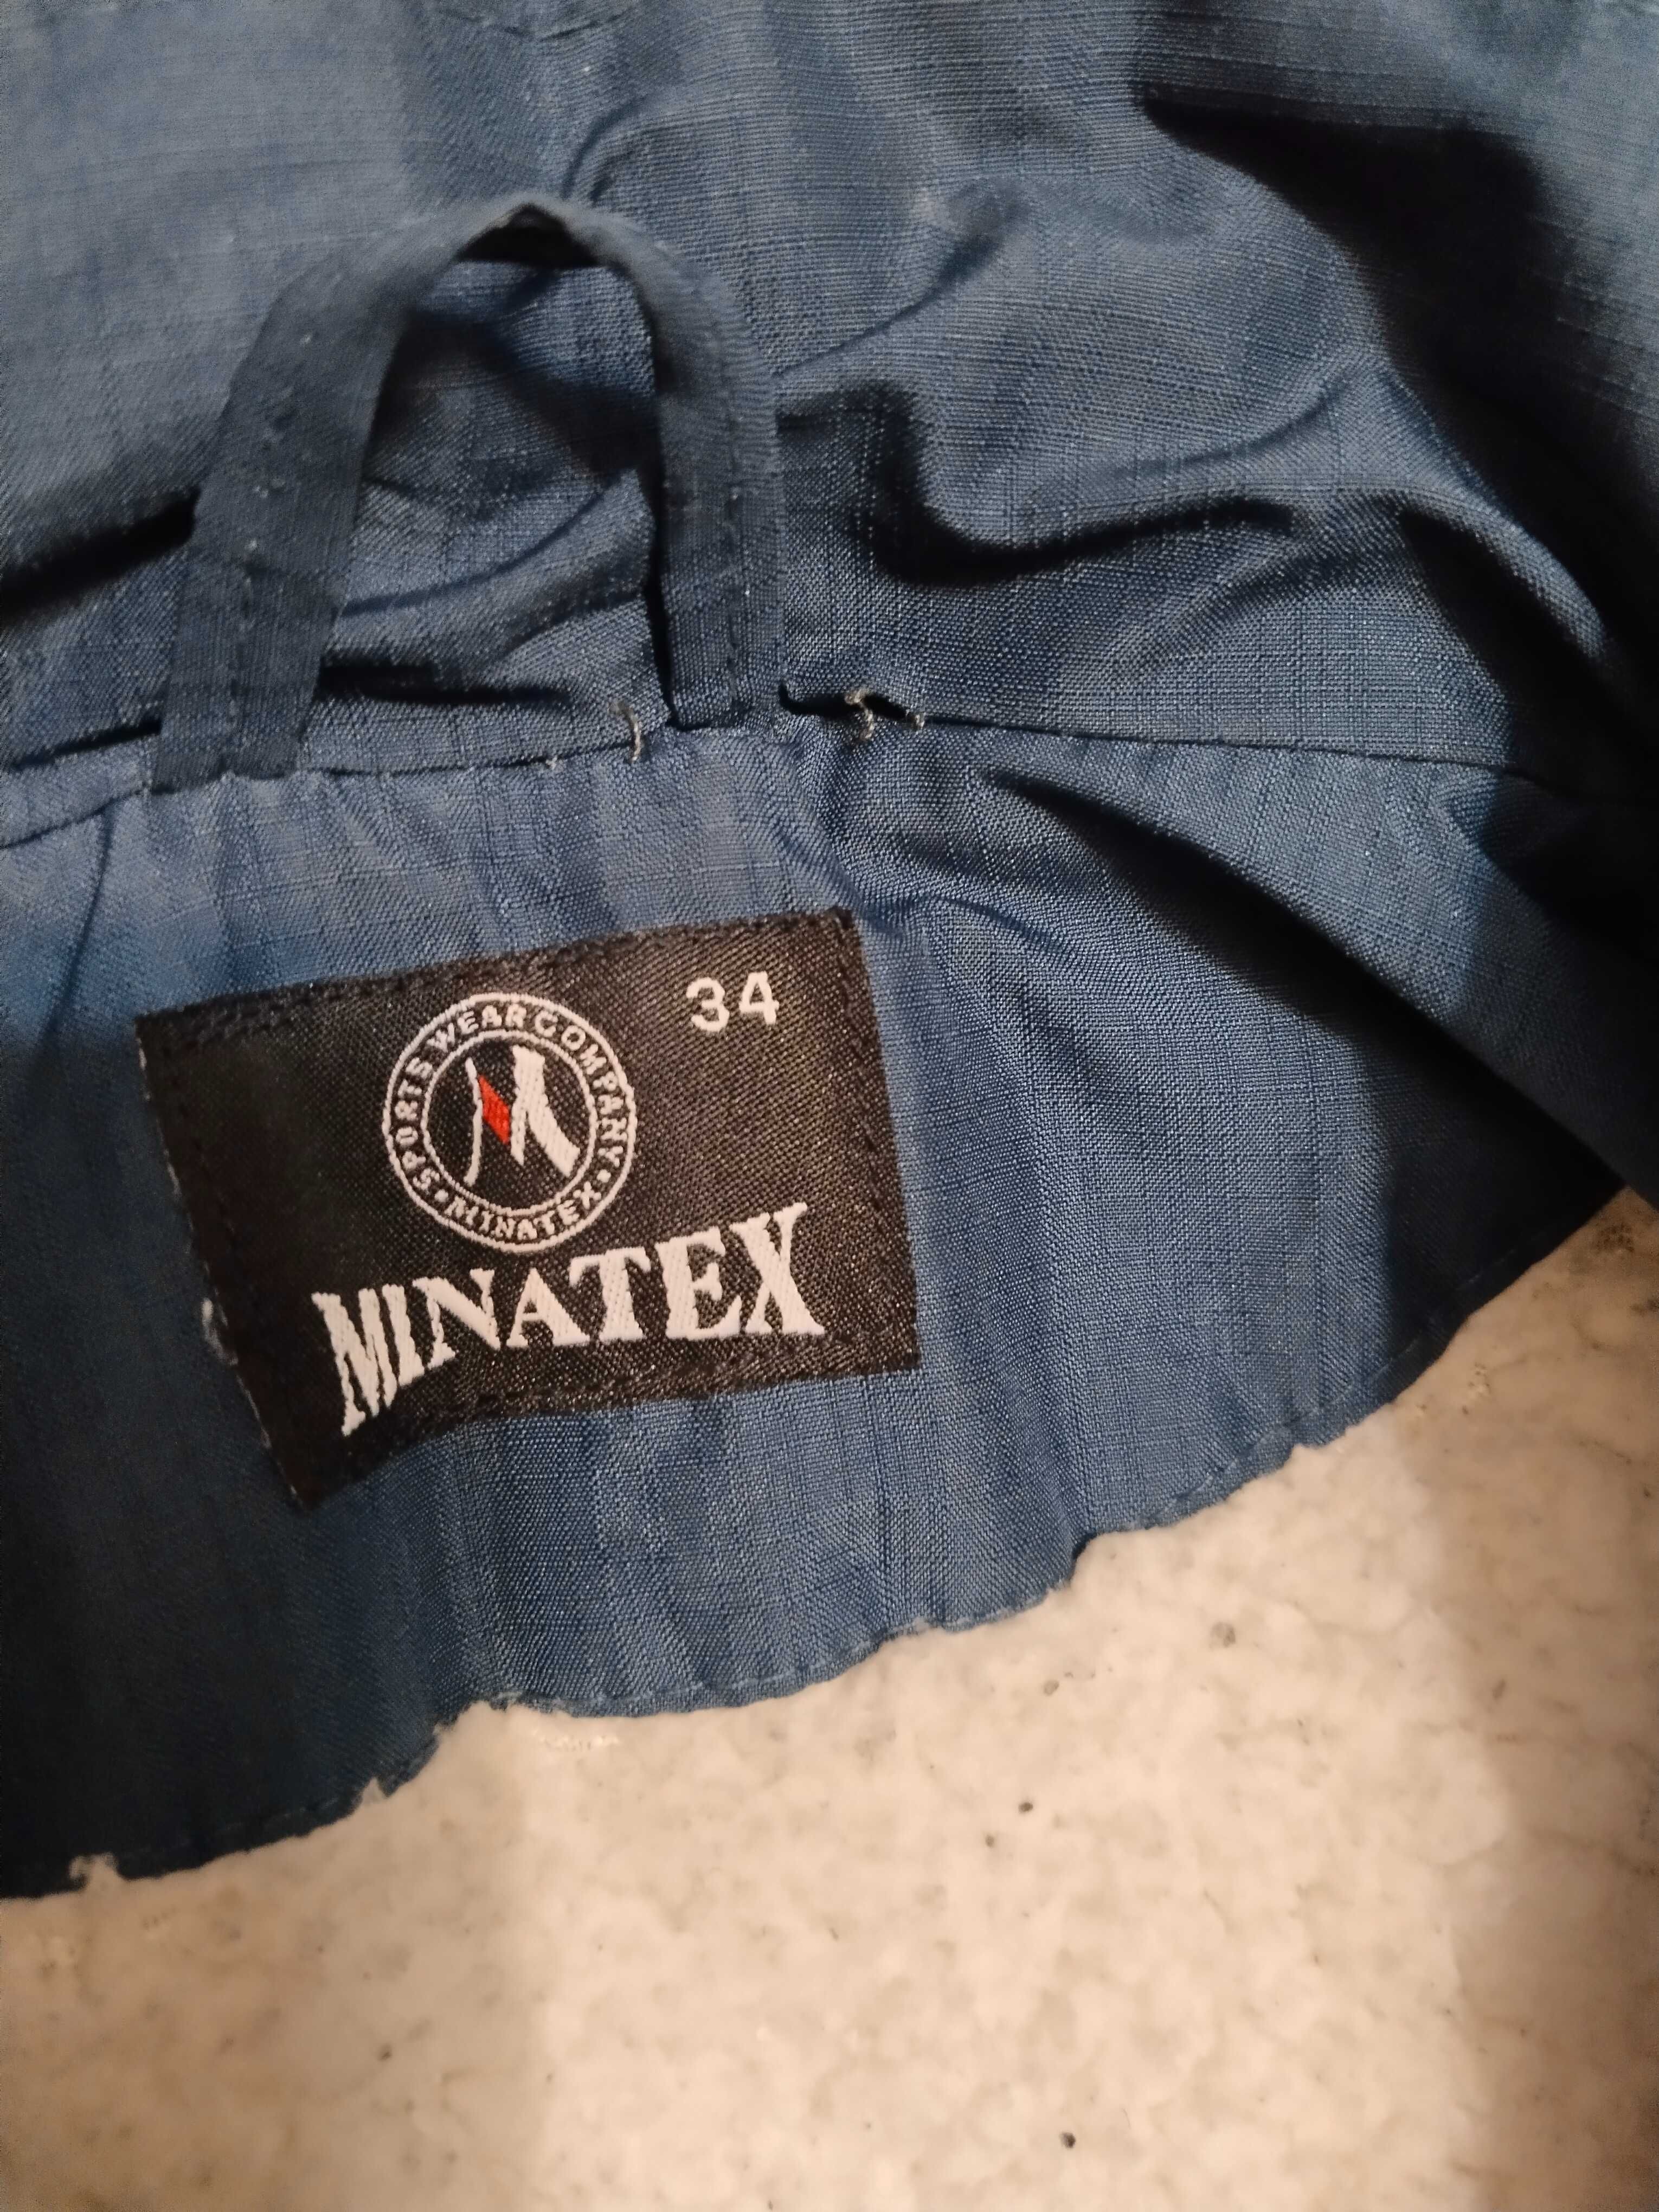 34
SPORTS WEAR COMPANY
• MINATEX •
M
MINATEX